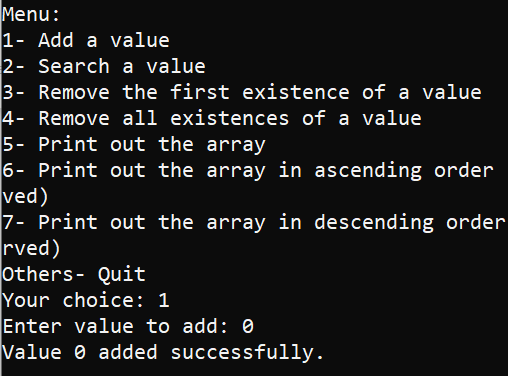 Menu:
1- Add a value
2- Search a value
3- Remove the first existence of a value
4- Remove all existences of a value
5- Print out the array
6- Print out the array in ascending order
ved)
7- Print out the array in descending order
rved)
Others- Quit
Your choice: 1
Enter value to add: 0
Value 0 added successfully.